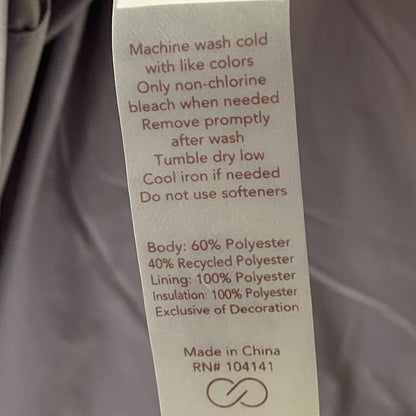 Machine wash cold
with like colors
Only non-chlorine
bleach when needed
Remove promptly
after wash
Tumble dry low
Cool iron if needed
Do not use softeners
Body: 60% Polyester
40% Recycled Polyester
Lining: 100% Polyester
Insulation: 100% Polyester
Exclusive of Decoration
Made in China
RN# 104141